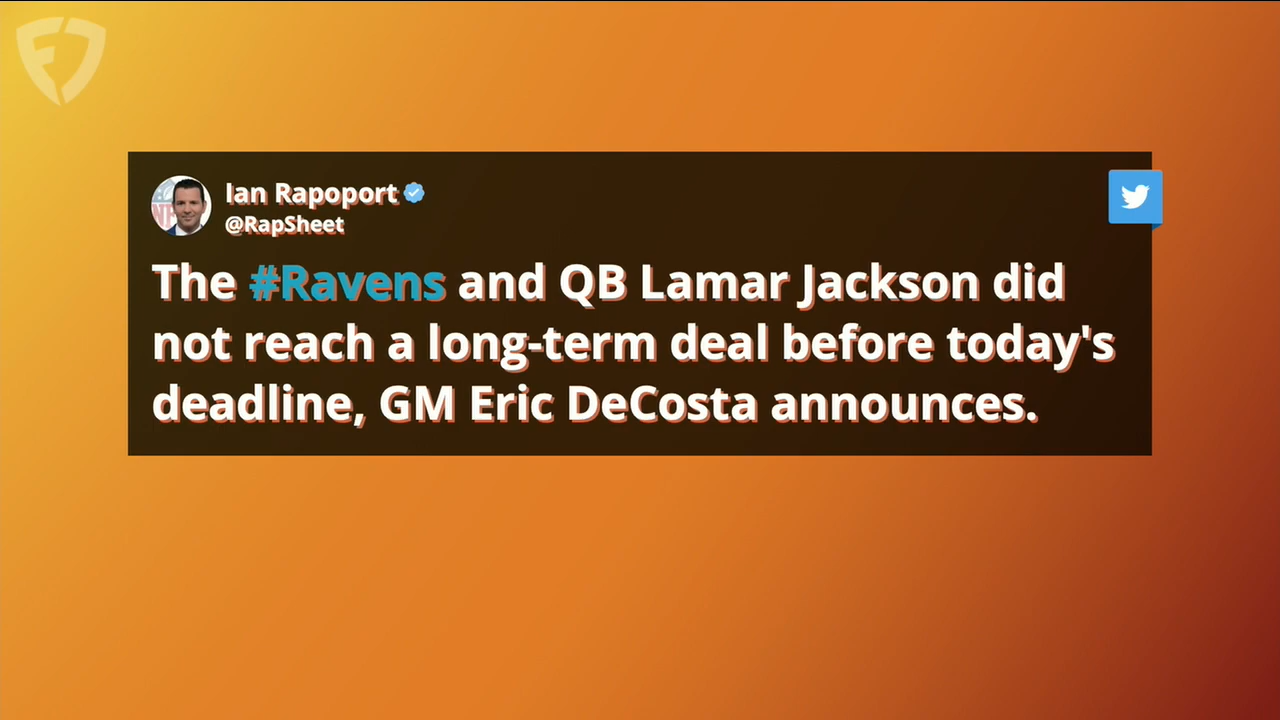 Ian Rapoport
@RapSheet
The #Ravens and QB Lamar Jackson did
not reach a long-term deal before today's
deadline, GM Eric DeCosta announces.